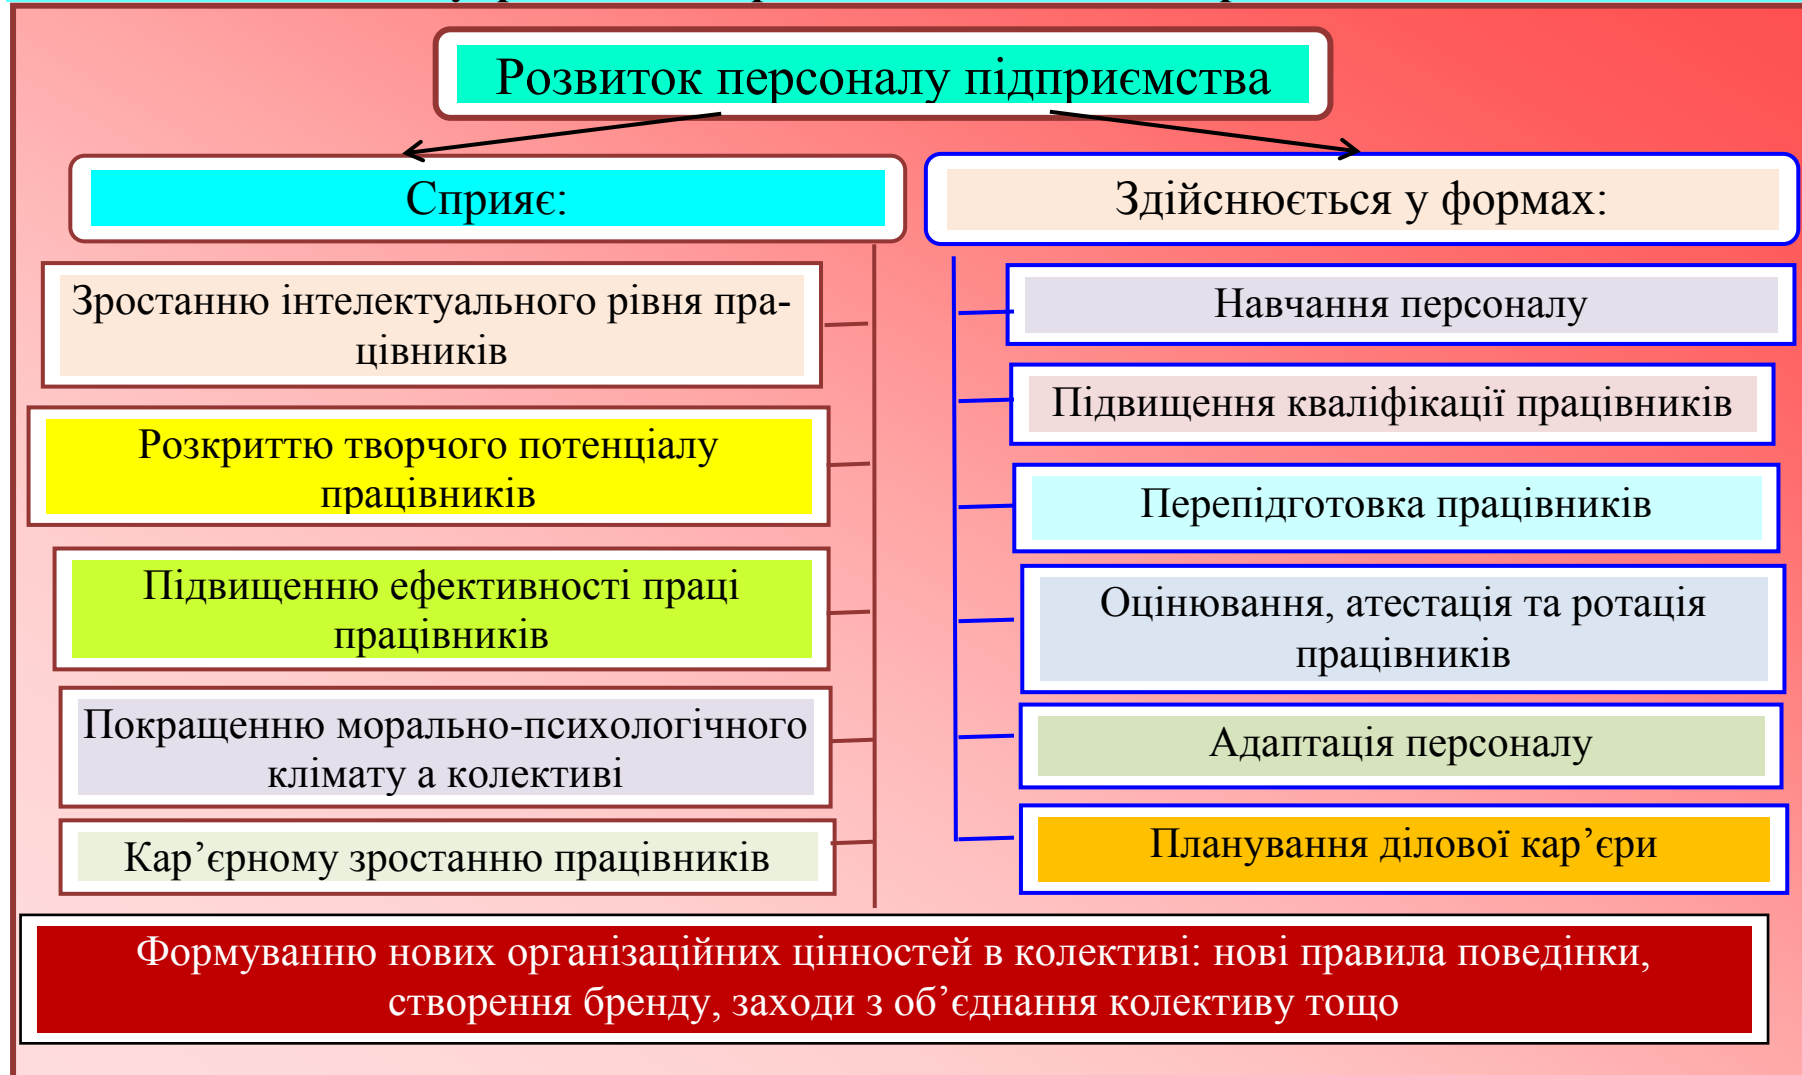 Розвиток персоналу підприємства
Сприяє:
Зростанню інтелектуального рівня пра-
цівників
Розкриттю творчого потенціалу
працівників
Підвищенню ефективності праці
працівників
Покращенню морально-психологічного
клімату а колективі
Кар’єрному зростанню працівників
Здійснюється у формах:
Навчання персоналу
Підвищення кваліфікації працівників
Перепідготовка працівників
Оцінювання, атестація та ротація
працівників
Адаптація персоналу
Планування ділової кар’єри
Формуванню нових організаційних цінностей в колективі: нові правила поведінки,
створення бренду, заходи з об’єднання колективу тощо